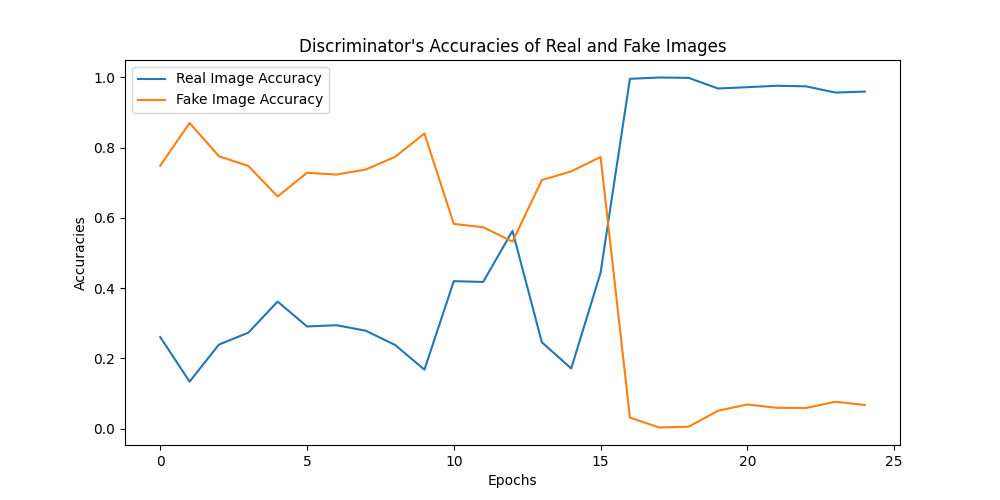 Discriminator's Accuracies of Real and Fake Images
Real Image Accuracy
Fake Image Accuracy
Accuracies
1.0
0.8
0.6
0.4
0.2
0.0
0 5 10 15 20 25
Epochs